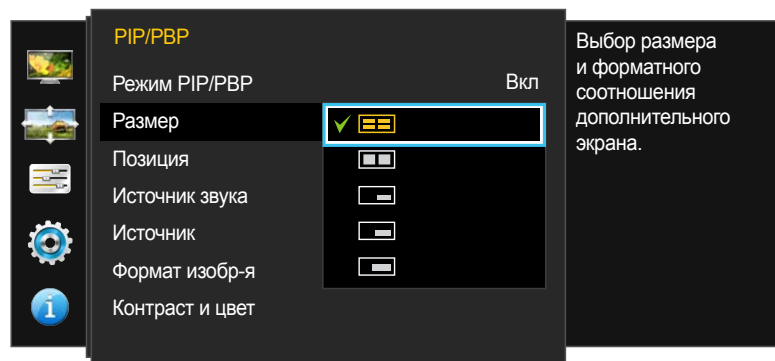 PIP/PBP
Режим PIP/PBP Вкл
Размер
Позиция
Источник звука
Источник
Формат изобр-я
Контраст и цвет
Выбор размера
и форматного
соотношения
дополнительного
экрана.